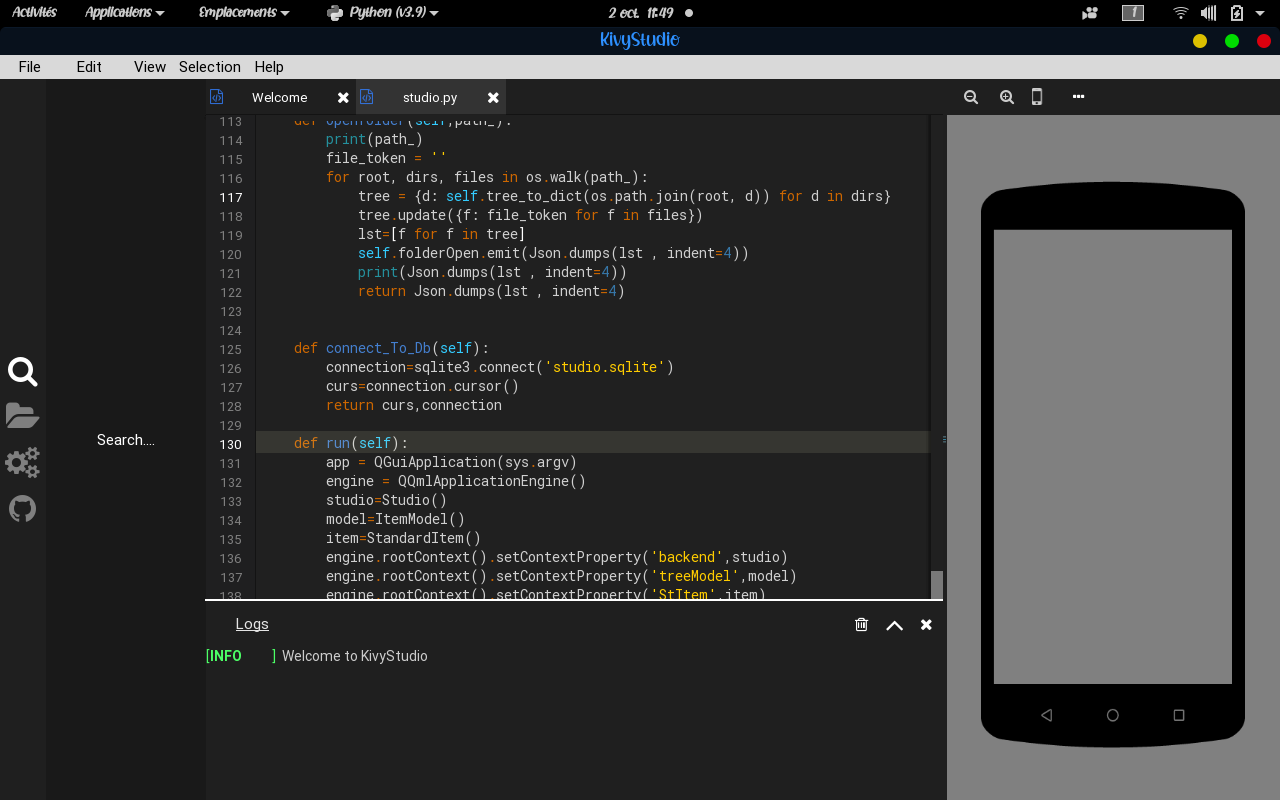 Activités Applications Emplacements Python (v3.9) 2 oct. 11:49 1
KivyStudio
File Edit View Selection Help
Welcome studio.py
113 def openFolder(self,path_):
114 print(path_)
115 file_token = ''
116 for root, dirs, files in os.walk(path_):
117 tree = {d: self.tree_to_dict(os.path.join(root, d)) for d in dirs}
118 tree.update({f: file_token for f in files})
119 lst=[f for f in tree]
120 self.folderOpen.emit(Json.dumps(lst , indent=4))
121 print(Json.dumps(lst , indent=4))
122 return Json.dumps(lst , indent=4)
123
124
125 def connect_To_Db(self):
126 connection=sqlite3.connect('studio.sqlite')
127 curs=connection.cursor()
128 return curs,connection
129
130 def run(self):
131 app = QGuiApplication(sys.argv)
132 engine = QQmlApplicationEngine()
133 studio=Studio()
134 model=ItemModel()
135 item=StandardItem()
136 engine.rootContext().setContextProperty('backend',studio)
137 engine.rootContext().setContextProperty('treeModel',model)
138 engine.rootContext().setContextProperty('StItem',item)
Search....
Logs
[INFO ] Welcome to KivyStudio